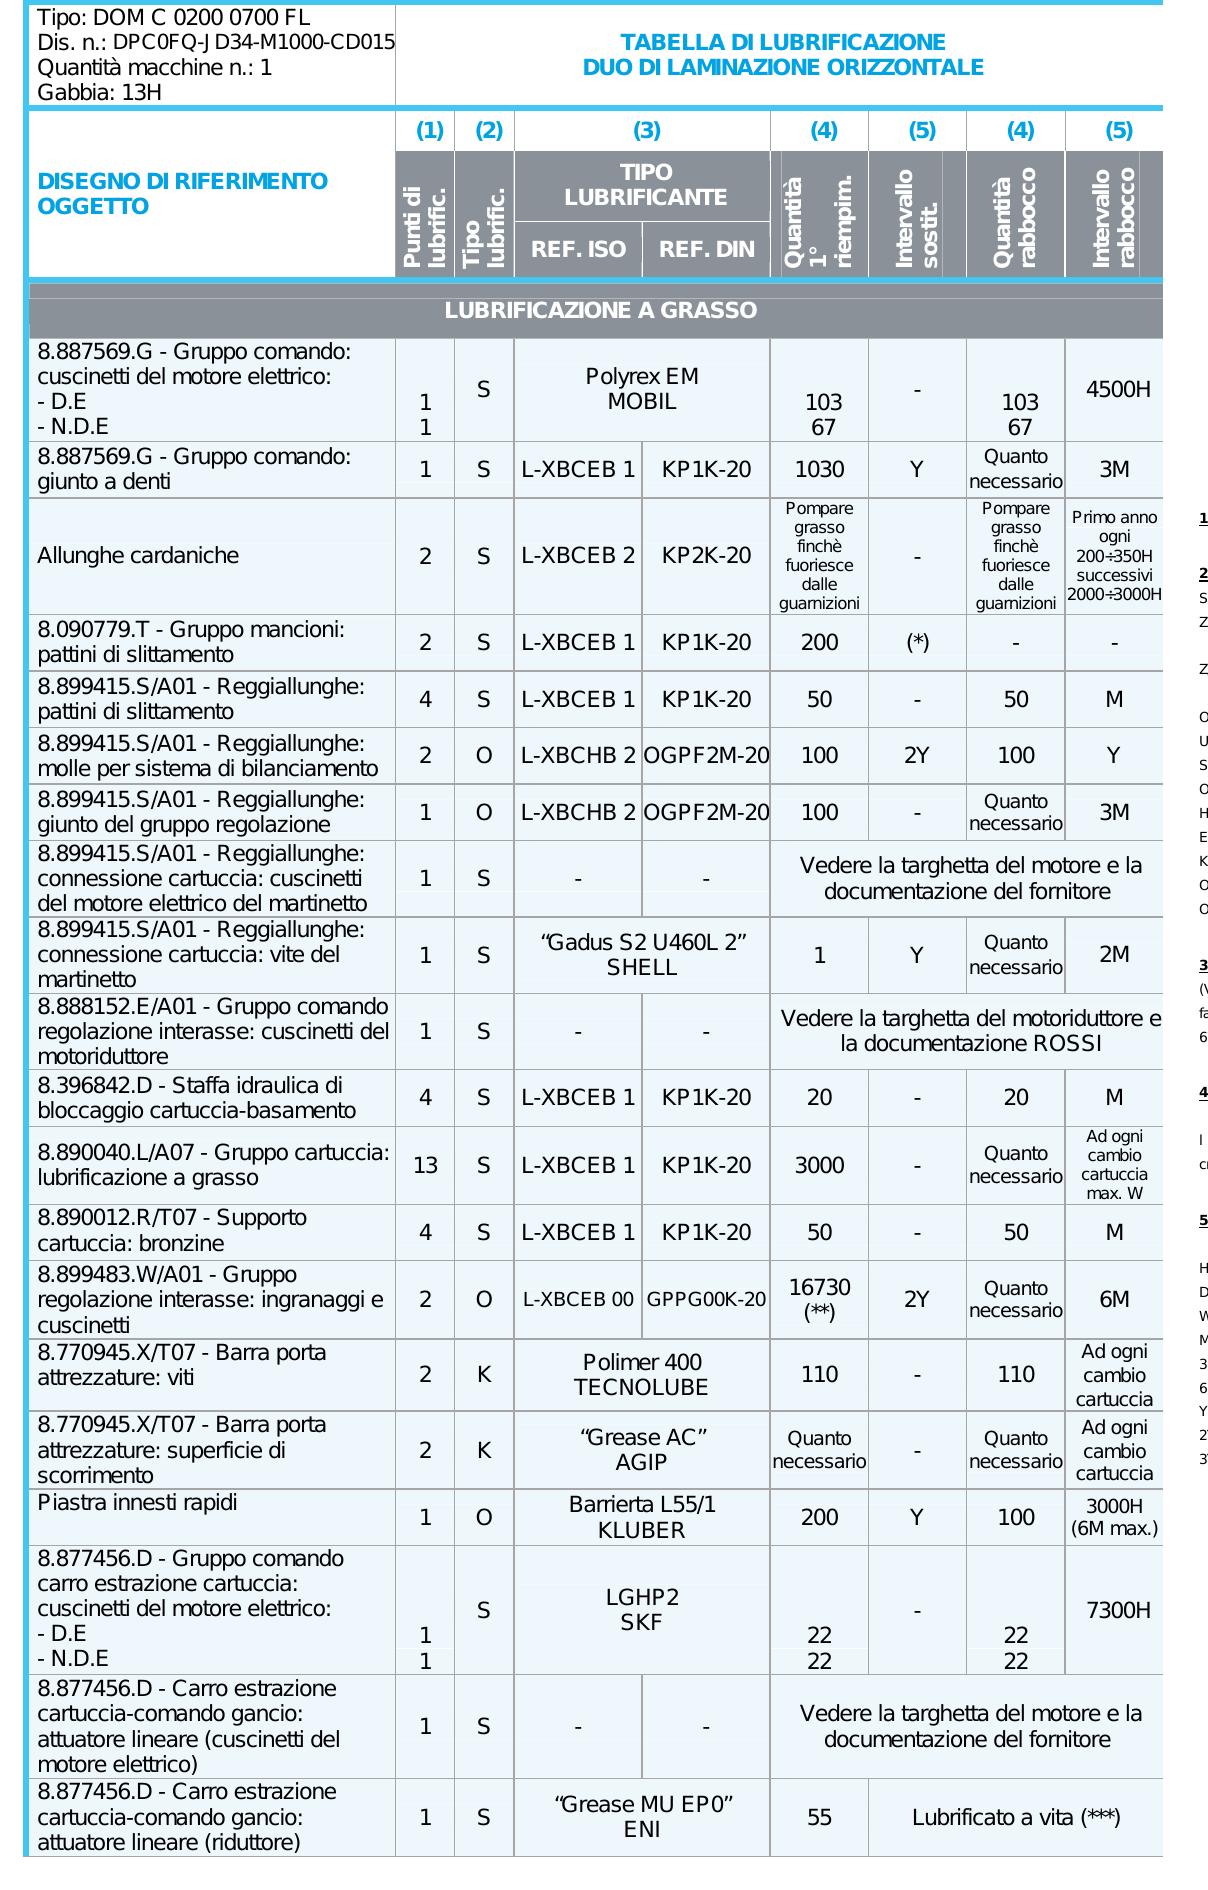 Tipo: DOM C 0200 0700 FL
Dis. n.: DPC0FQ-JD34-M1000-CD015
Quantità macchine n.: 1
Gabbia: 13H
TABELLA DI LUBRIFICAZIONE
DUO DI LAMINAZIONE ORIZZONTALE
DISEGNO DI RIFERIMENTO
OGGETTO
(1) (2) (3) (4) (5) (4) (5)
Punti di
lubrific.
Tipo
lubrific.
TIPO
LUBRIFICANTE
REF. ISO REF. DIN
Quantità
1°
riempim.
Intervallo
sostit.
Quantità
rabbocco
Intervallo
rabbocco
LUBRIFICAZIONE A GRASSO
8.887569.G - Gruppo comando:
cuscinetti del motore elettrico:
- D.E
- N.D.E
1
1
S
Polyrex EM
MOBIL
103
67
-
103
67
4500H
8.887569.G - Gruppo comando:
giunto a denti
1 S L-XBCEB 1 KP1K-20 1030 Y
Quanto
necessario
3M
Allunghe cardaniche
2 S L-XBCEB 2 KP2K-20
Pompare
grasso
finchè
fuoriesce
dalle
guarnizioni
-
Pompare
grasso
finchè
fuoriesce
dalle
guarnizioni
Primo anno
ogni
200÷350H
successivi
2000÷3000H
8.090779.T - Gruppo mancioni:
pattini di slittamento
2 S L-XBCEB 1 KP1K-20 200 (*) - -
8.899415.S/A01 - Reggiallunghe:
pattini di slittamento
4 S L-XBCEB 1 KP1K-20 50 - 50 M
8.899415.S/A01 - Reggiallunghe:
molle per sistema di bilanciamento
2 O L-XBCHB 2 OGPF2M-20 100 2Y 100 Y
8.899415.S/A01 - Reggiallunghe:
giunto del gruppo regolazione
1 O L-XBCHB 2 OGPF2M-20 100 -
Quanto
necessario
3M
8.899415.S/A01 - Reggiallunghe:
connessione cartuccia: cuscinetti
del motore elettrico del martinetto
1 S - -
Vedere la targhetta del motore e la
documentazione del fornitore
8.899415.S/A01 - Reggiallunghe:
connessione cartuccia: vite del
martinetto
1 S
“Gadus S2 U460L 2”
SHELL
1 Y
Quanto
necessario
2M
8.888152.E/A01 - Gruppo comando
regolazione interasse: cuscinetti del
motoriduttore
1 S - -
Vedere la targhetta del motoriduttore e
la documentazione ROSSI
8.396842.D - Staffa idraulica di
bloccaggio cartuccia-basamento
4 S L-XBCEB 1 KP1K-20 20 - 20 M
8.890040.L/A07 - Gruppo cartuccia:
lubrificazione a grasso
13 S L-XBCEB 1 KP1K-20 3000 -
Quanto
necessario
Ad ogni
cambio
cartuccia
max. W
8.890012.R/T07 - Supporto
cartuccia: bronzine
4 S L-XBCEB 1 KP1K-20 50 - 50 M
8.899483.W/A01 - Gruppo
regolazione interasse: ingranaggi e
cuscinetti
2 O L-XBCEB 00 GPPG00K-20
16730
(**)
2Y
Quanto
necessario
6M
8.770945.X/T07 - Barra porta
attrezzature: viti
2 K
Polimer 400
TECNOLUBE
110 - 110
Ad ogni
cambio
cartuccia
8.770945.X/T07 - Barra porta
attrezzature: superficie di
scorrimento
2 K
“Grease AC”
AGIP
Quanto
necessario
-
Quanto
necessario
Ad ogni
cambio
cartuccia
Piastra innesti rapidi
1 O
Barrierta L55/1
KLUBER
200 Y 100
3000H
(6M max.)
8.877456.D - Gruppo comando
carro estrazione cartuccia:
cuscinetti del motore elettrico:
- D.E
- N.D.E
1
1
S
LGHP2
SKF
22
22
-
22
22
7300H
8.877456.D - Carro estrazione
cartuccia-comando gancio:
attuatore lineare (cuscinetti del
motore elettrico)
1 S - -
Vedere la targhetta del motore e la
documentazione del fornitore
8.877456.D - Carro estrazione
cartuccia-comando gancio:
attuatore lineare (riduttore)
1 S
“Grease MU EP0”
ENI
55
Lubrificato a vita (***)